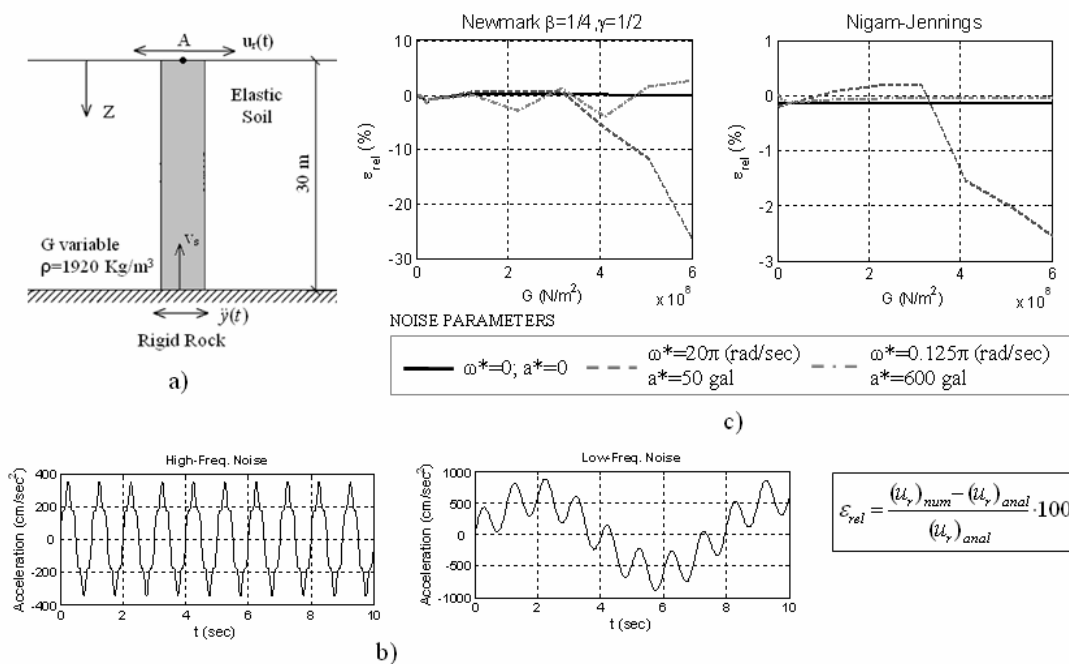 A
u_r(t)
Z
Elastic
Soil
30 m
G variable
ρ=1920 Kg/m³
v_s
ÿ(t)
Rigid Rock
a)
Newmark β=1/4 ,γ=1/2
ε_rel (%)
10
0
-10
-20
-30
0
2
4
6
G (N/m²)
x 10⁸
Nigam-Jennings
ε_rel (%)
1
0
-1
-2
-3
0
2
4
6
G (N/m²)
x 10⁸
NOISE PARAMETERS
ω*=0; a*=0
ω*=20π (rad/sec)
a*=50 gal
ω*=0.125π (rad/sec)
a*=600 gal
c)
High-Freq. Noise
Acceleration (cm/sec²)
400
200
0
-200
-400
0
2
4
6
8
10
t (sec)
Low-Freq. Noise
Acceleration (cm/sec²)
1000
500
0
-500
-1000
0
2
4
6
8
10
t (sec)
ε_rel = ((u_r)_num − (u_r)_anal) / (u_r)_anal ·100
b)